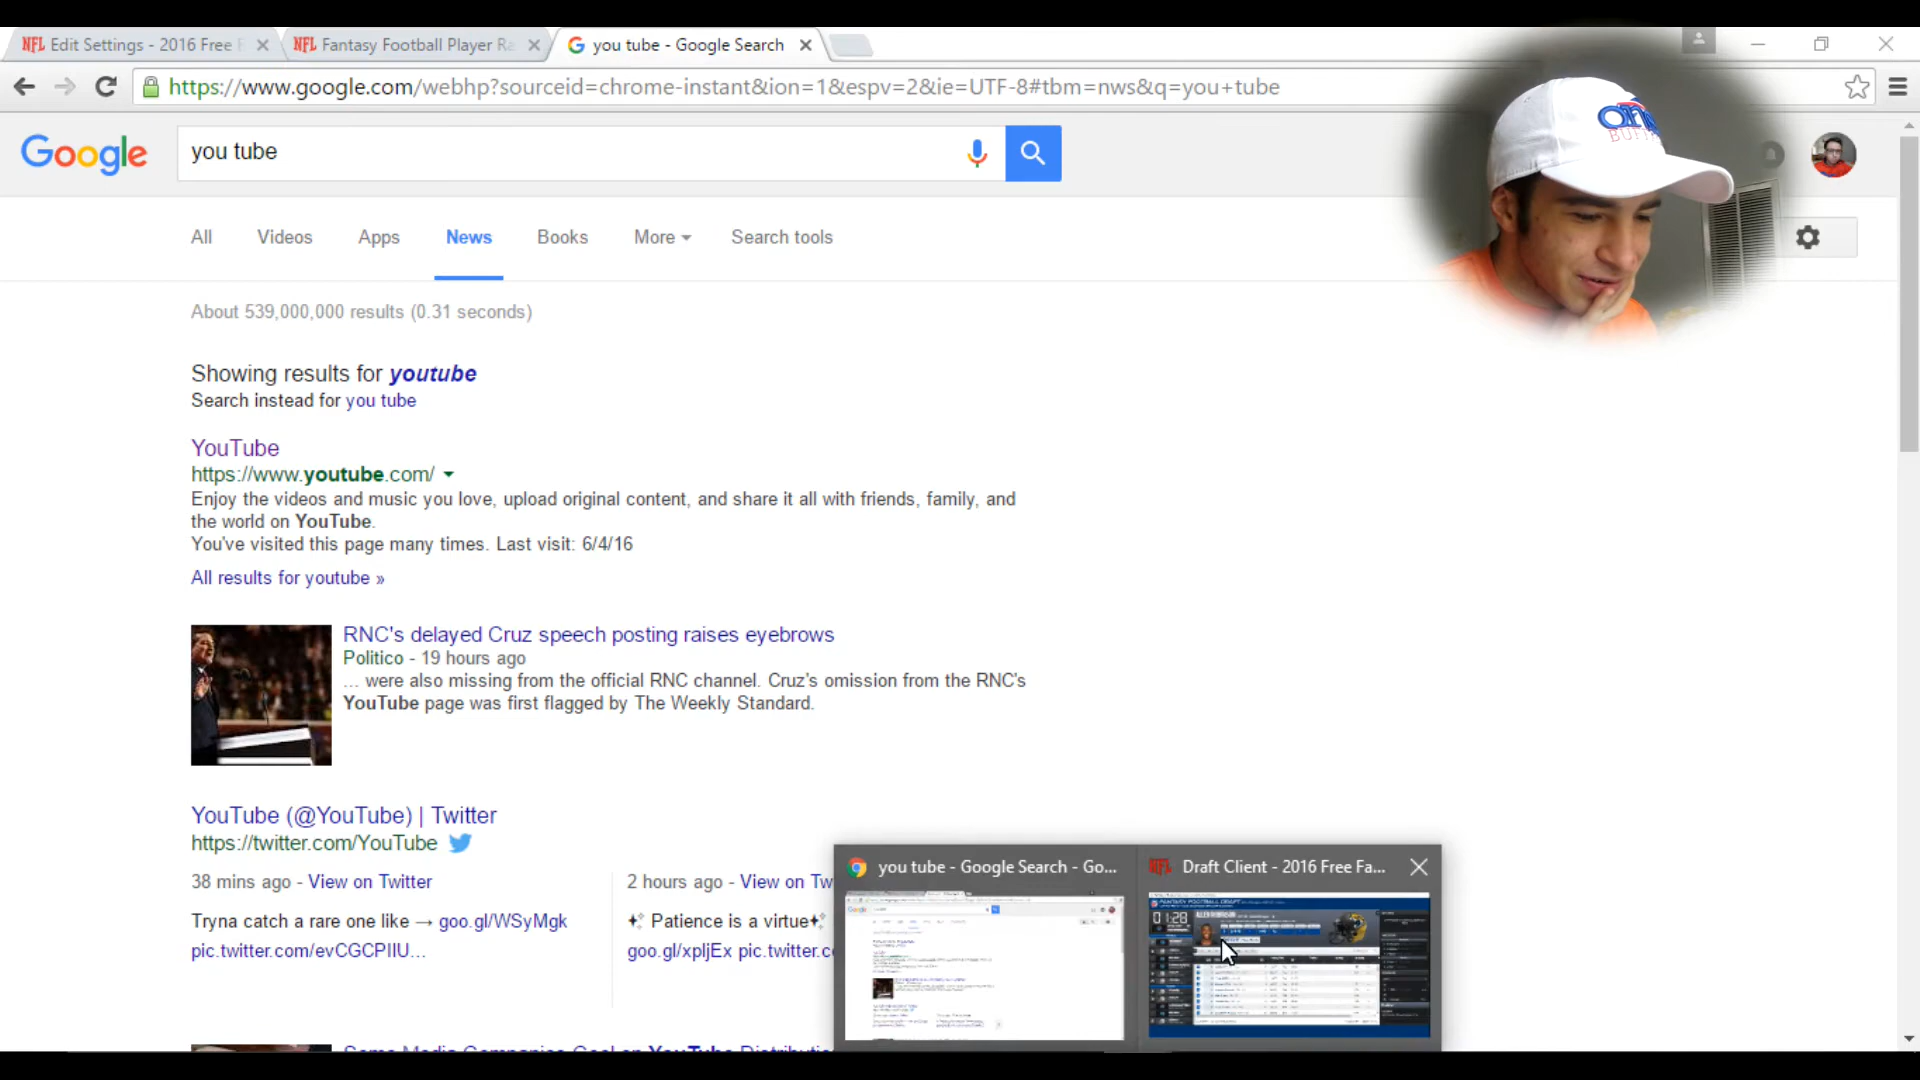 Edit Settings - 2016 Free F
Fantasy Football Player Ra
you tube - Google Search
https://www.google.com/webhp?sourceid=chrome-instant&ion=1&espv=2&ie=UTF-8#tbm=nws&q=you+tube
Google
you tube
All
Videos
Apps
News
Books
More
Search tools
About 539,000,000 results (0.31 seconds)
Showing results for youtube
Search instead for you tube
YouTube
https://www.youtube.com/
Enjoy the videos and music you love, upload original content, and share it all with friends, family, and
the world on YouTube.
You've visited this page many times. Last visit: 6/4/16
All results for youtube »
RNC's delayed Cruz speech posting raises eyebrows
Politico - 19 hours ago
... were also missing from the official RNC channel. Cruz's omission from the RNC's
YouTube page was first flagged by The Weekly Standard.
YouTube (@YouTube) | Twitter
https://twitter.com/YouTube
38 mins ago - View on Twitter
2 hours ago - View on Tw
Tryna catch a rare one like → goo.gl/WSyMgk
pic.twitter.com/evCGCPIIU...
Patience is a virtue
goo.gl/xpljEx pic.twitter.c
you tube - Google Search - Go...
Draft Client - 2016 Free Fa...
01:28